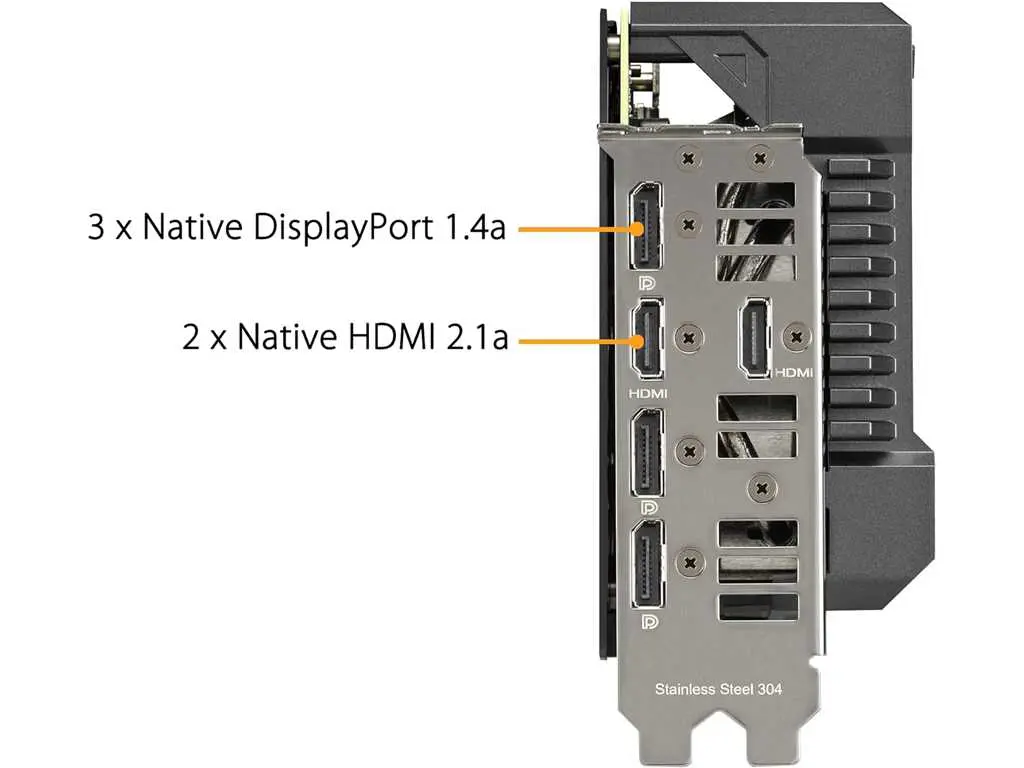 3 x Native DisplayPort 1.4a
2 x Native HDMI 2.1a
HDMI
HDMI
Stainless Steel 304